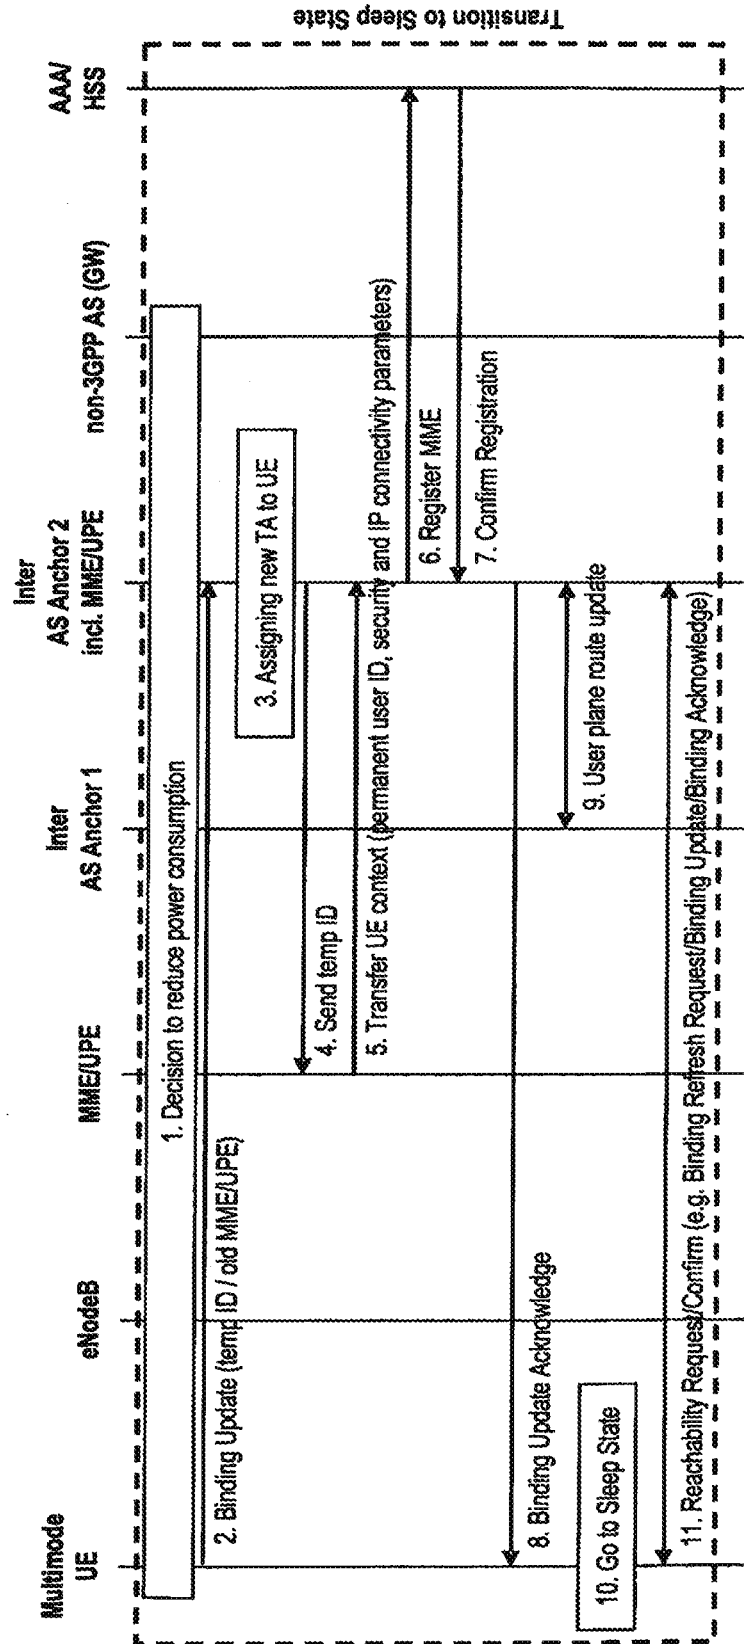 Multimode
UE
eNodeB
MME/UPE
Inter
AS Anchor 1
Inter
AS Anchor 2
incl. MME/UPE
non-3GPP AS (GW)
AAA/
HSS
1. Decision to reduce power consumption
2. Binding Update (temp ID / old MME/UPE)
3. Assigning new TA to UE
4. Send temp ID
5. Transfer UE context (permanent user ID, security and IP connectivity parameters)
6. Register MME
7. Confirm Registration
8. Binding Update Acknowledge
9. User plane route update
10. Go to Sleep State
11. Reachability Request/Confirm (e.g. Binding Refresh Request/Binding Update/Binding Acknowledge)
Transition to Sleep State